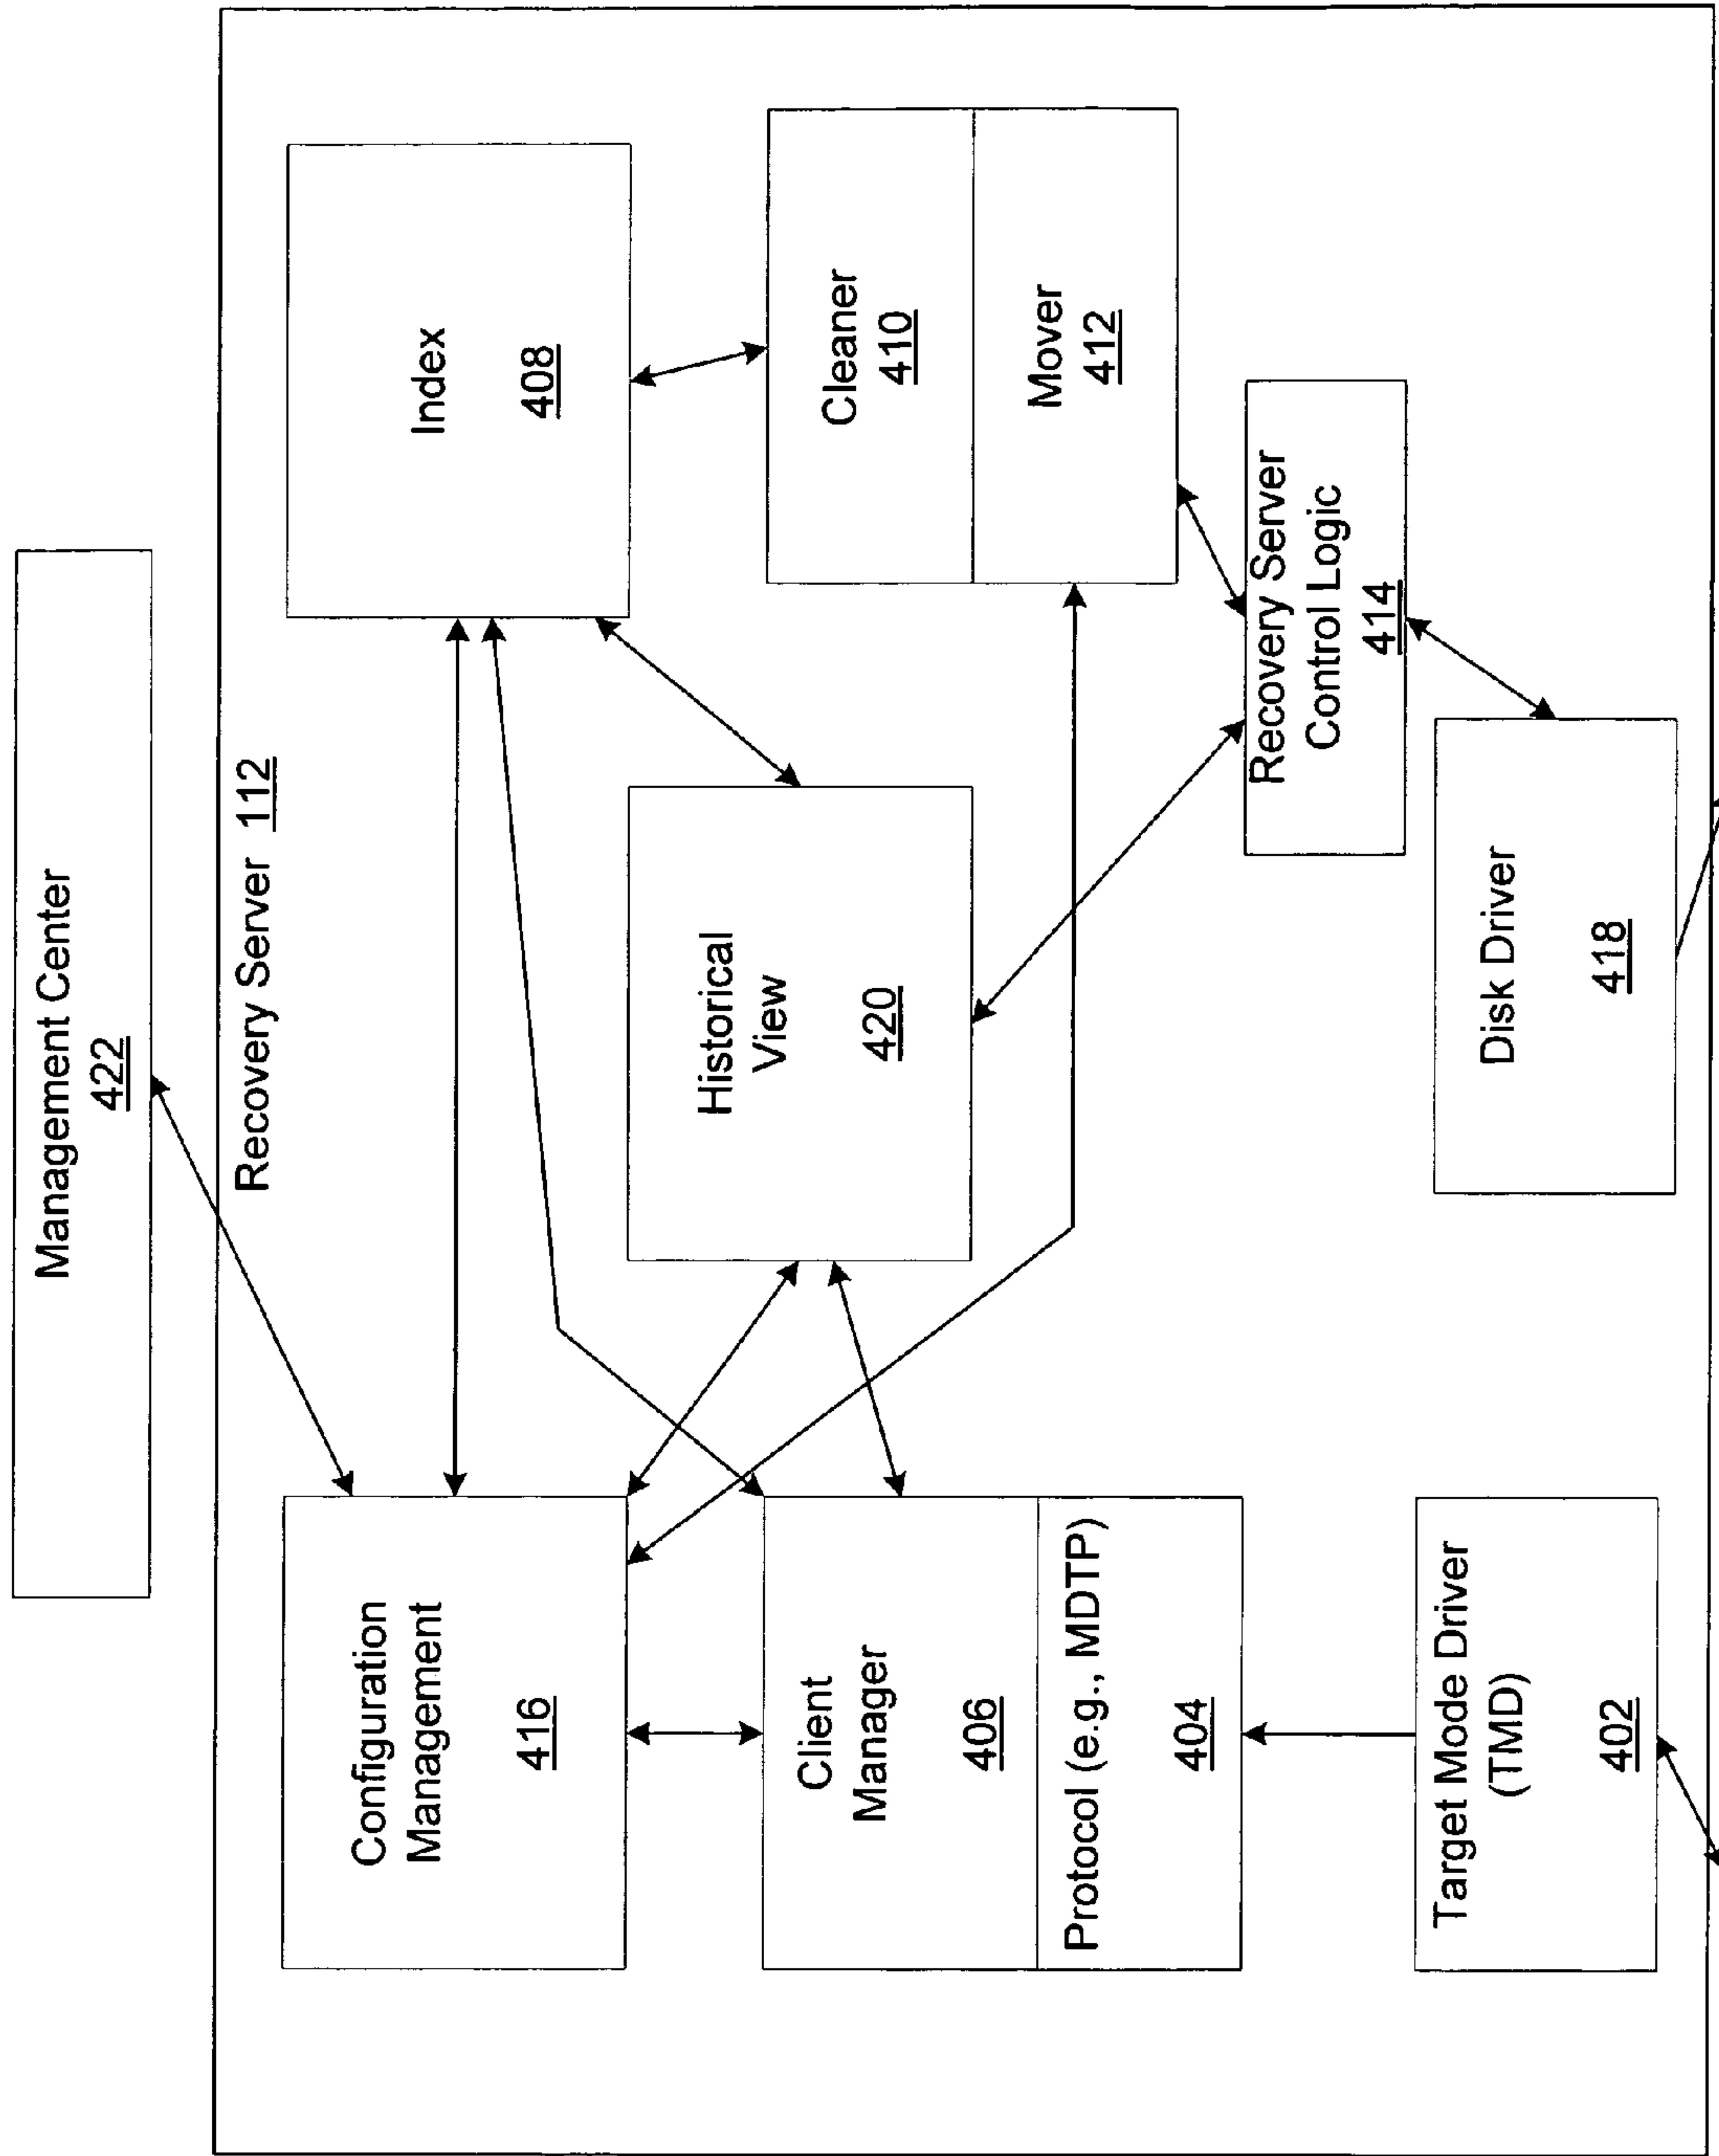 Management Center
422
Recovery Server 112
Configuration
Management
416
Index
408
Historical
View
420
Client
Manager
406
Protocol (e.g., MDTP)
404
Cleaner
410
Mover
412
Recovery Server
Control Logic
414
Target Mode Driver
(TMD)
402
Disk Driver
418